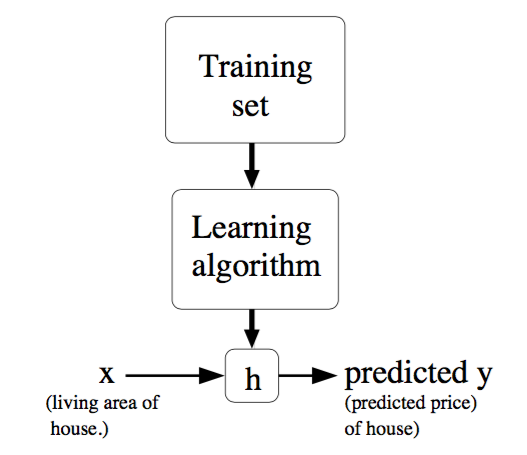 Training
set
Learning
algorithm
x
h
predicted y
(living area of
house.)
(predicted price)
of house)